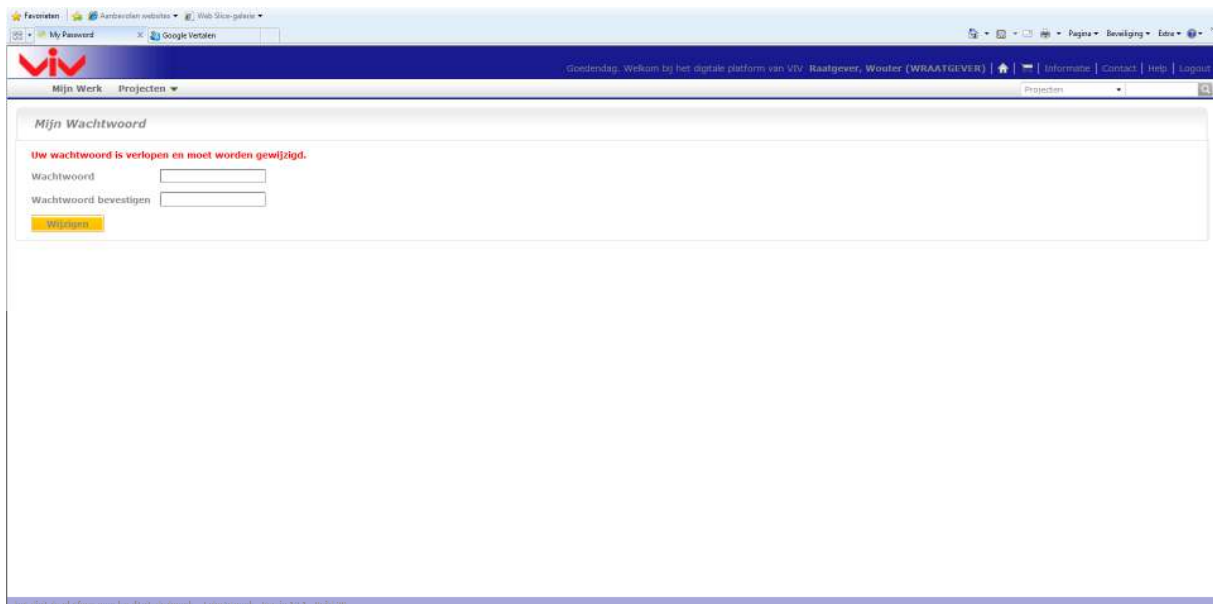 Favorieten Aanbevolen websites Web Slice-galerie
My Password Google Vertalen Pagina Beveiliging Extra
viv
Goedendag. Welkom bij het digitale platform van VIV Raatgever, Wouter (WRAATGEVER) | | | Informatie | Contact | Help | Logout
Mijn Werk Projecten Projecten
Mijn Wachtwoord
Uw wachtwoord is verlopen en moet worden gewijzigd.
Wachtwoord
Wachtwoord bevestigen
Wijzigen